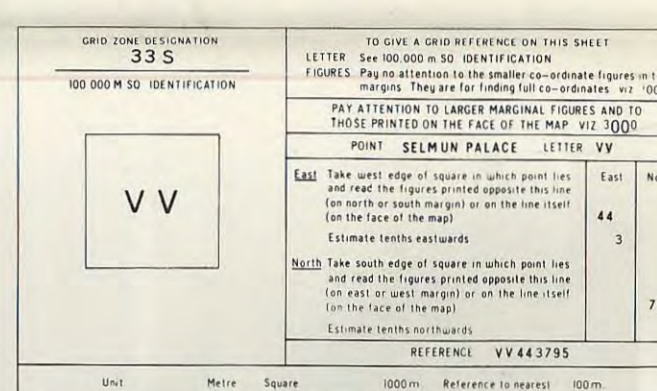 GRID ZONE DESIGNATION
33 S
100 000 M SQ IDENTIFICATION
V V
TO GIVE A GRID REFERENCE ON THIS SHEET
LETTER See 100,000 m SQ IDENTIFICATION
FIGURES Pay no attention to the smaller co-ordinate figures in
margins They are for finding full co-ordinates viz
PAY ATTENTION TO LARGER MARGINAL FIGURES AND TO
THOSE PRINTED ON THE FACE OF THE MAP VIZ 3000
POINT SELMUN PALACE LETTER VV
East Take west edge of square in which point lies
and read the figures printed opposite this line
(on north or south margin) or on the line itself
(on the face of the map)
Estimate tenths eastwards
East
44
3
North Take south edge of square in which point lies
and read the figures printed opposite this line
(on east or west margin) or on the line itself
(on the face of the map)
Estimate tenths northwards
7
REFERENCE VV 443795
Unit Metre Square 1000 m Reference to nearest 100 m.